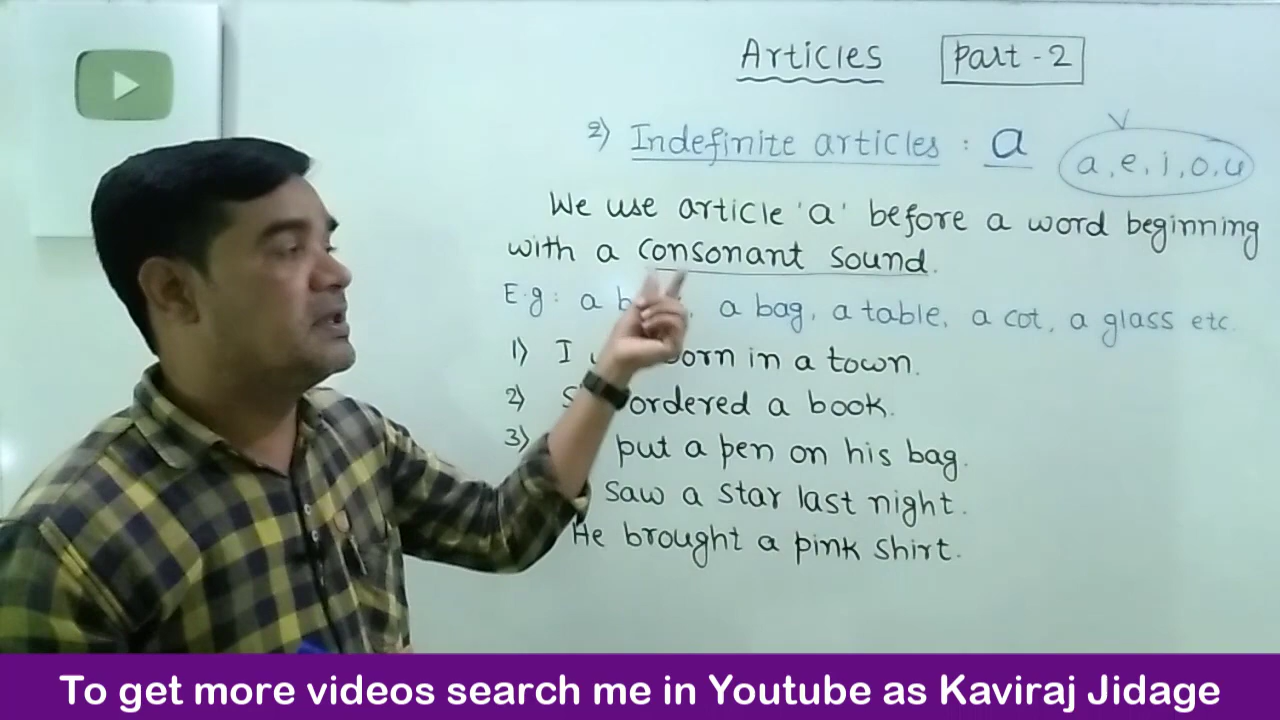 Articles Part-2
2) Indefinite articles : a
V
a, e, i, o, u
We use article 'a' before a word beginning
with a consonant sound.
E.g: a a bag, a table, a cot, a glass etc.
1) I born in a town.
2) ordered a book.
3) put a pen on his bag.
saw a star last night.
He brought a pink shirt.
To get more videos search me in Youtube as Kaviraj Jidage